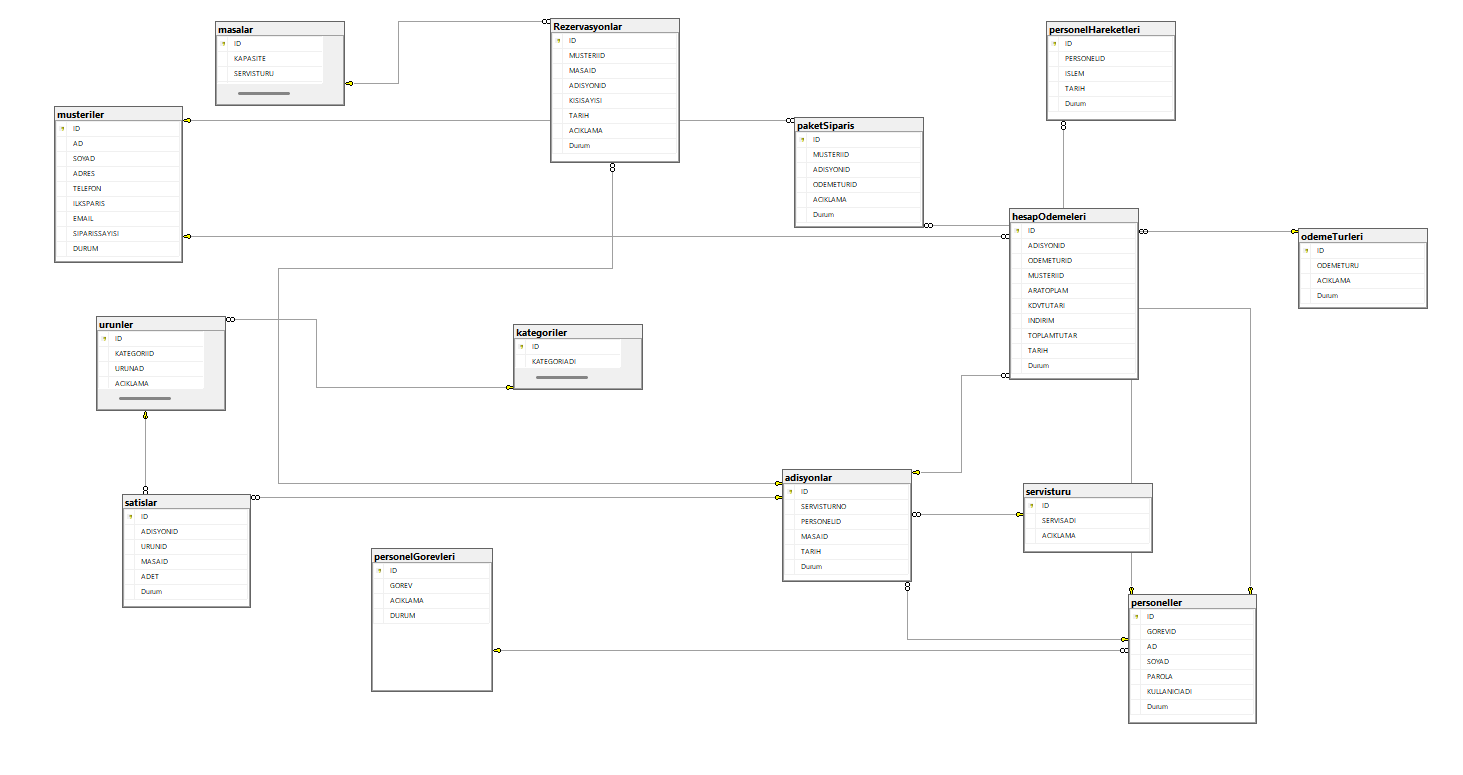 masalar
ID
KAPASITE
SERVISTURU
Rezervasyonlar
ID
MUSTERIID
MASAID
ADISYONID
KISISAYISI
TARIH
ACIKLAMA
Durum
personelHareketleri
ID
PERSONELID
ISLEM
TARIH
Durum
musteriler
ID
AD
SOYAD
ADRES
TELEFON
ILKSPARIS
EMAIL
SIPARISSAYISI
DURUM
paketSiparis
ID
MUSTERIID
ADISYONID
ODEMETURID
ACIKLAMA
Durum
hesapOdemeleri
ID
ADISYONID
ODEMETURID
MUSTERIID
ARATOPLAM
KDVTUTARI
INDIRIM
TOPLAMTUTAR
TARIH
Durum
odemeTurleri
ID
ODEMETURU
ACIKLAMA
Durum
urunler
ID
KATEGORIID
URUNAD
ACIKLAMA
kategoriler
ID
KATEGORIADI
adisyonlar
ID
SERVISTURNO
PERSONELID
MASAID
TARIH
Durum
servisturu
ID
SERVISADI
ACIKLAMA
satislar
ID
ADISYONID
URUNID
MASAID
ADET
Durum
personelGorevleri
ID
GOREV
ACIKLAMA
DURUM
personeller
ID
GOREVID
AD
SOYAD
PAROLA
KULLANICIADI
Durum